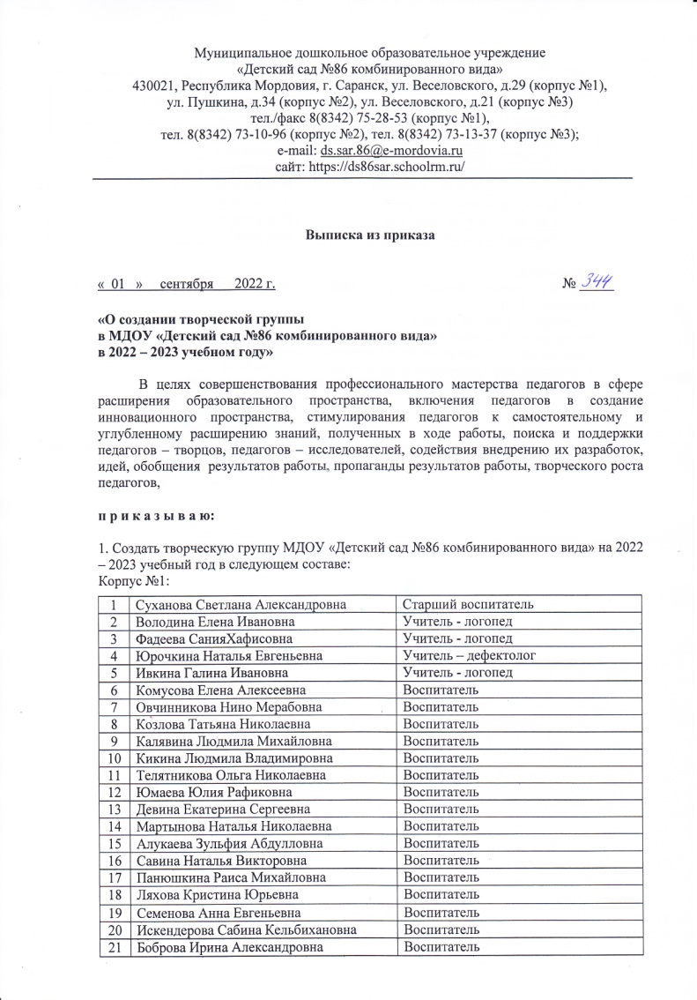 Муниципальное дошкольное образовательное учреждение
«Детский сад №86 комбинированного вида»
430021, Республика Мордовия, г. Саранск, ул. Веселовского, д.29 (корпус №1),
ул. Пушкина, д.34 (корпус №2), ул. Веселовского, д.21 (корпус №3)
тел./факс 8(8342) 75-28-53 (корпус №1),
тел. 8(8342) 73-10-96 (корпус №2), тел. 8(8342) 73-13-37 (корпус №3);
e-mail: ds.sar.86@e-mordovia.ru
сайт: https://ds86sar.schoolrm.ru/
Выписка из приказа
« 01 » сентября 2022 г. № 344
«О создании творческой группы
в МДОУ «Детский сад №86 комбинированного вида»
в 2022 – 2023 учебном году»
В целях совершенствования профессионального мастерства педагогов в сфере
расширения образовательного пространства, включения педагогов в создание
инновационного пространства, стимулирования педагогов к самостоятельному и
углубленному расширению знаний, полученных в ходе работы, поиска и поддержки
педагогов – творцов, педагогов – исследователей, содействия внедрению их разработок,
идей, обобщения результатов работы, пропаганды результатов работы, творческого роста
педагогов,
п р и к а з ы в а ю:
1. Создать творческую группу МДОУ «Детский сад №86 комбинированного вида» на 2022
– 2023 учебный год в следующем составе:
Корпус №1:
1 Суханова Светлана Александровна Старший воспитатель
2 Володина Елена Ивановна Учитель - логопед
3 Фадеева СанияХафисовна Учитель - логопед
4 Юрочкина Наталья Евгеньевна Учитель – дефектолог
5 Ивкина Галина Ивановна Учитель - логопед
6 Комусова Елена Алексеевна Воспитатель
7 Овчинникова Нино Мерабовна Воспитатель
8 Козлова Татьяна Николаевна Воспитатель
9 Калявина Людмила Михайловна Воспитатель
10 Кикина Людмила Владимировна Воспитатель
11 Телятникова Ольга Николаевна Воспитатель
12 Юмаева Юлия Рафиковна Воспитатель
13 Девина Екатерина Сергеевна Воспитатель
14 Мартынова Наталья Николаевна Воспитатель
15 Алукаева Зульфия Абдулловна Воспитатель
16 Савина Наталья Викторовна Воспитатель
17 Панюшкина Раиса Михайловна Воспитатель
18 Ляхова Кристина Юрьевна Воспитатель
19 Семенова Анна Евгеньевна Воспитатель
20 Искендерова Сабина Кельбихановна Воспитатель
21 Боброва Ирина Александровна Воспитатель